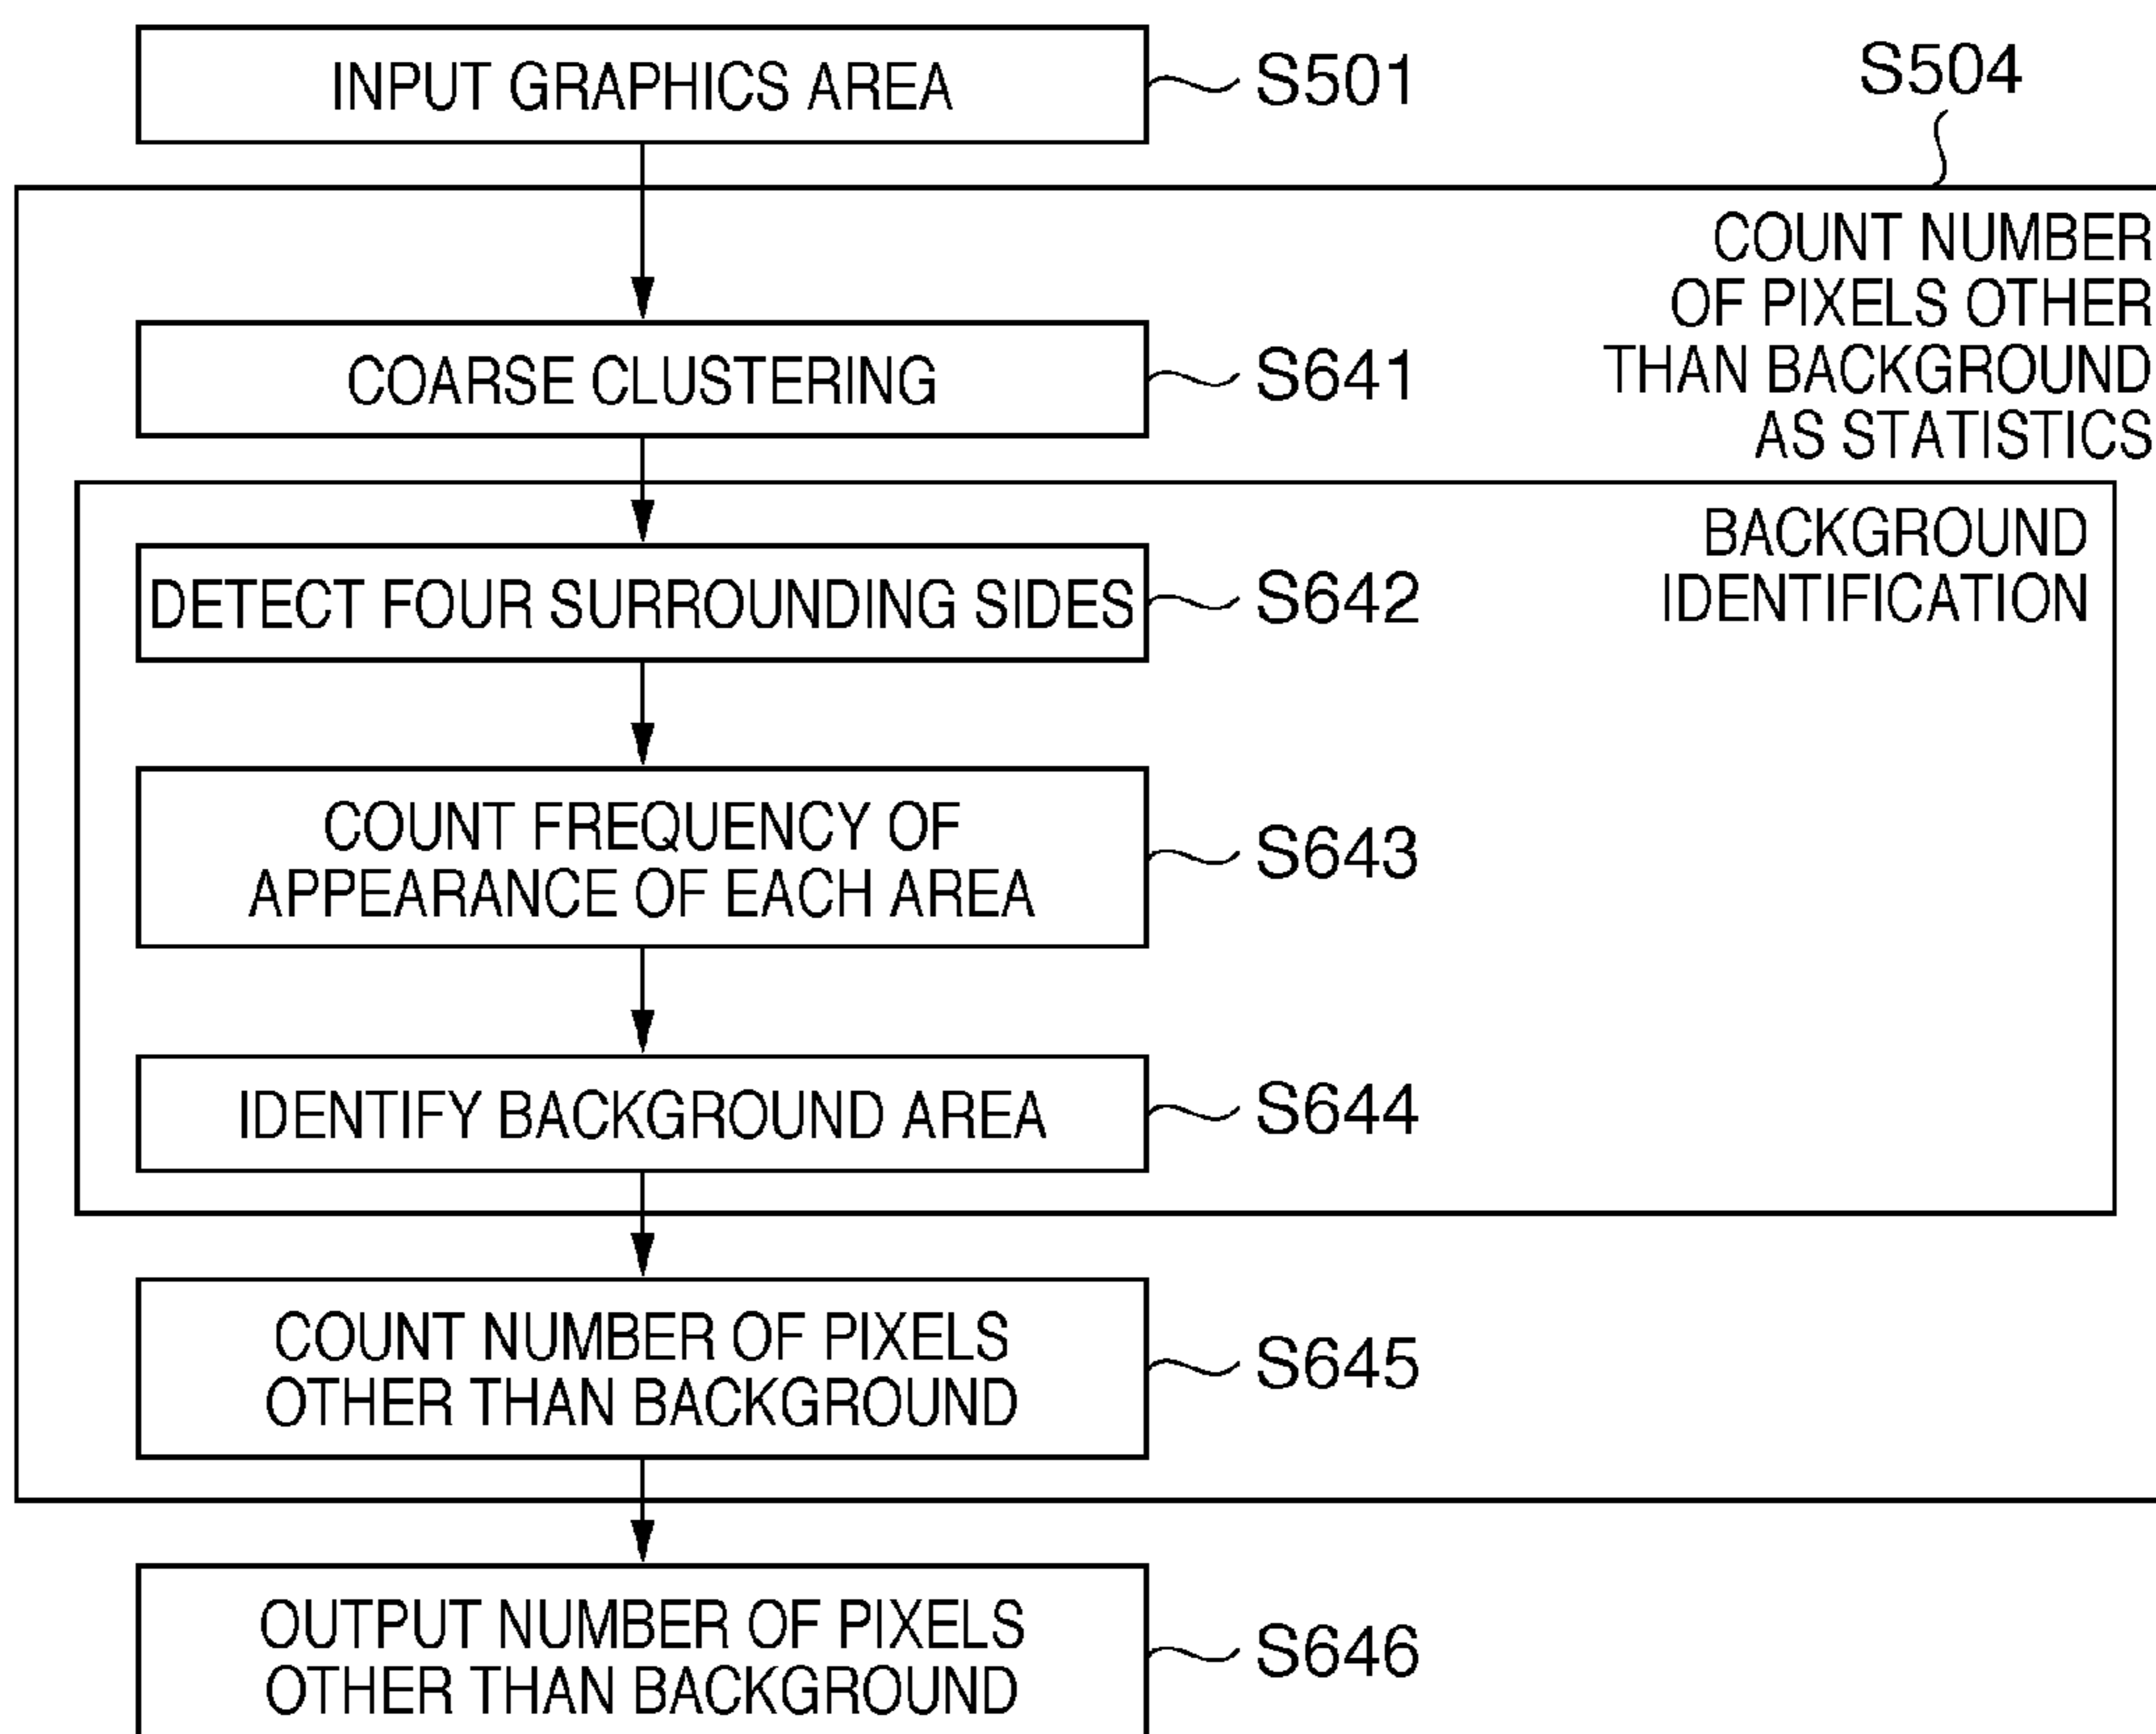 INPUT GRAPHICS AREA
S501
S504
COUNT NUMBER
OF PIXELS OTHER
THAN BACKGROUND
AS STATISTICS
COARSE CLUSTERING
S641
BACKGROUND
IDENTIFICATION
DETECT FOUR SURROUNDING SIDES
S642
COUNT FREQUENCY OF
APPEARANCE OF EACH AREA
S643
IDENTIFY BACKGROUND AREA
S644
COUNT NUMBER OF PIXELS
OTHER THAN BACKGROUND
S645
OUTPUT NUMBER OF PIXELS
OTHER THAN BACKGROUND
S646